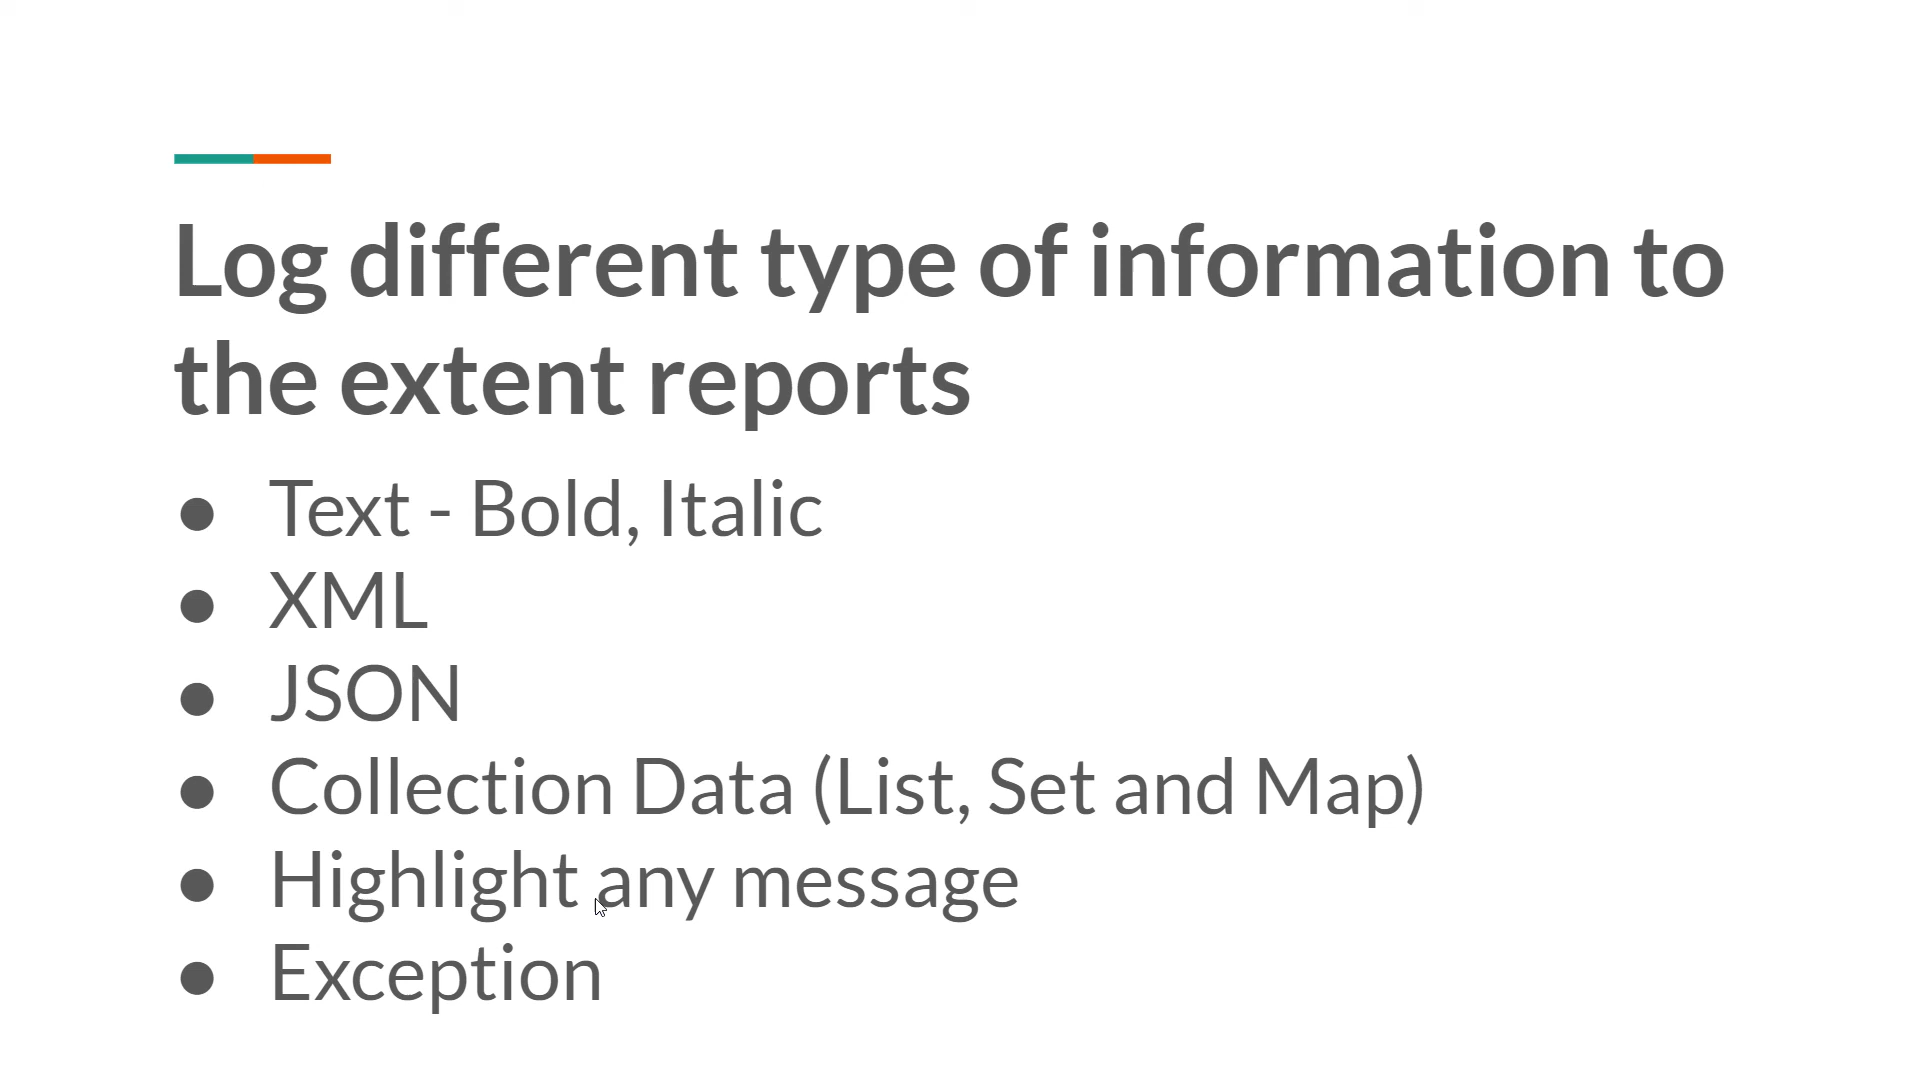 Log different type of information to
the extent reports
● Text - Bold, Italic
● XML
● JSON
● Collection Data (List, Set and Map)
● Highlight any message
● Exception